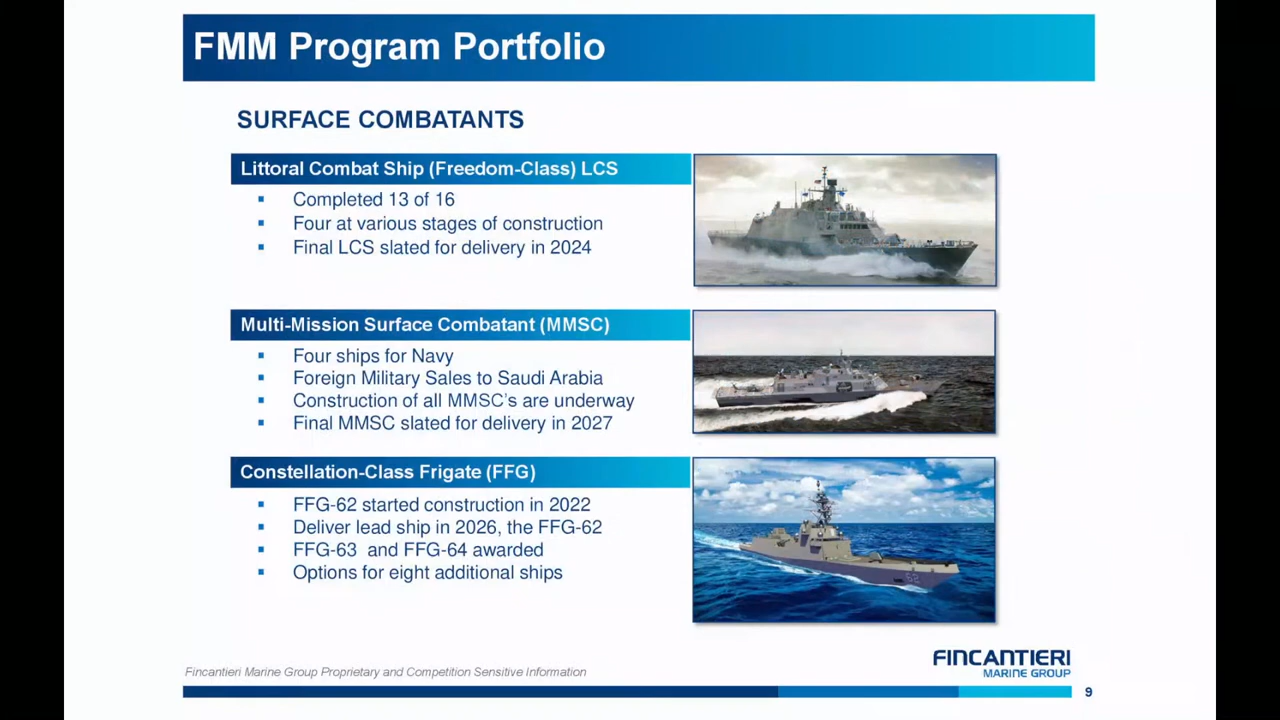 FMM Program Portfolio
SURFACE COMBATANTS
Littoral Combat Ship (Freedom-Class) LCS
▪ Completed 13 of 16
▪ Four at various stages of construction
▪ Final LCS slated for delivery in 2024
Multi-Mission Surface Combatant (MMSC)
▪ Four ships for Navy
▪ Foreign Military Sales to Saudi Arabia
▪ Construction of all MMSC's are underway
▪ Final MMSC slated for delivery in 2027
Constellation-Class Frigate (FFG)
▪ FFG-62 started construction in 2022
▪ Deliver lead ship in 2026, the FFG-62
▪ FFG-63 and FFG-64 awarded
▪ Options for eight additional ships
62
Fincantieri Marine Group Proprietary and Competition Sensitive Information
FINCANTIERI
MARINE GROUP
9